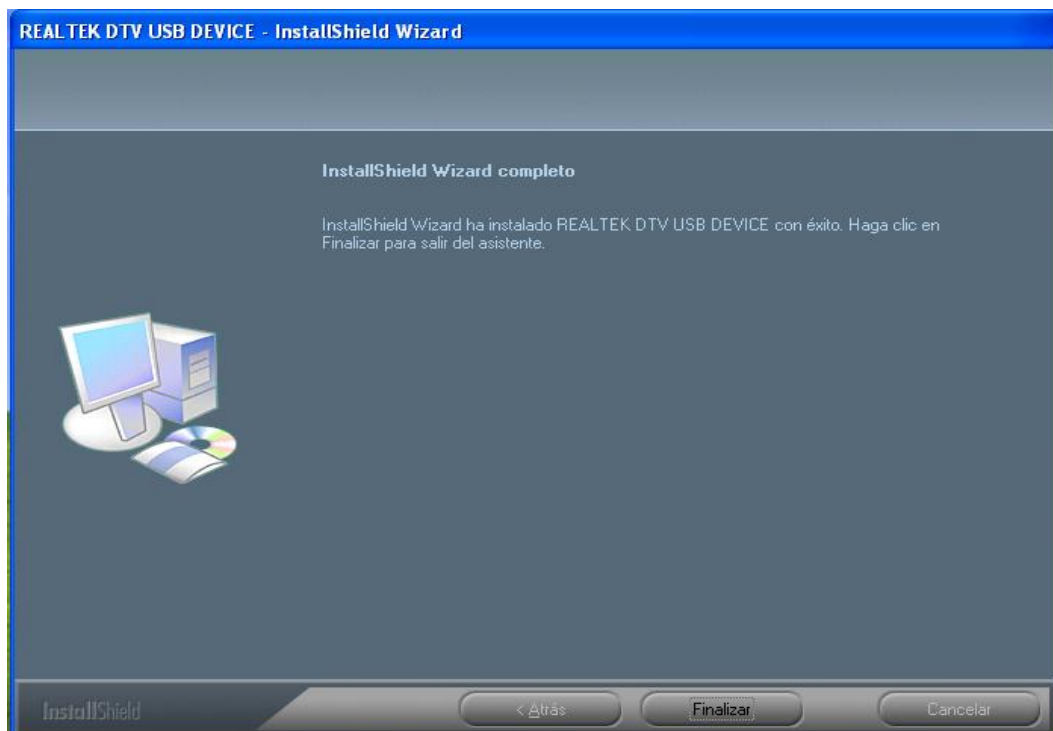 REALTEK DTV USB DEVICE - InstallShield Wizard
InstallShield Wizard completo
InstallShield Wizard ha instalado REALTEK DTV USB DEVICE con éxito. Haga clic en
Finalizar para salir del asistente.
InstallShield
< Atrás
Finalizar
Cancelar